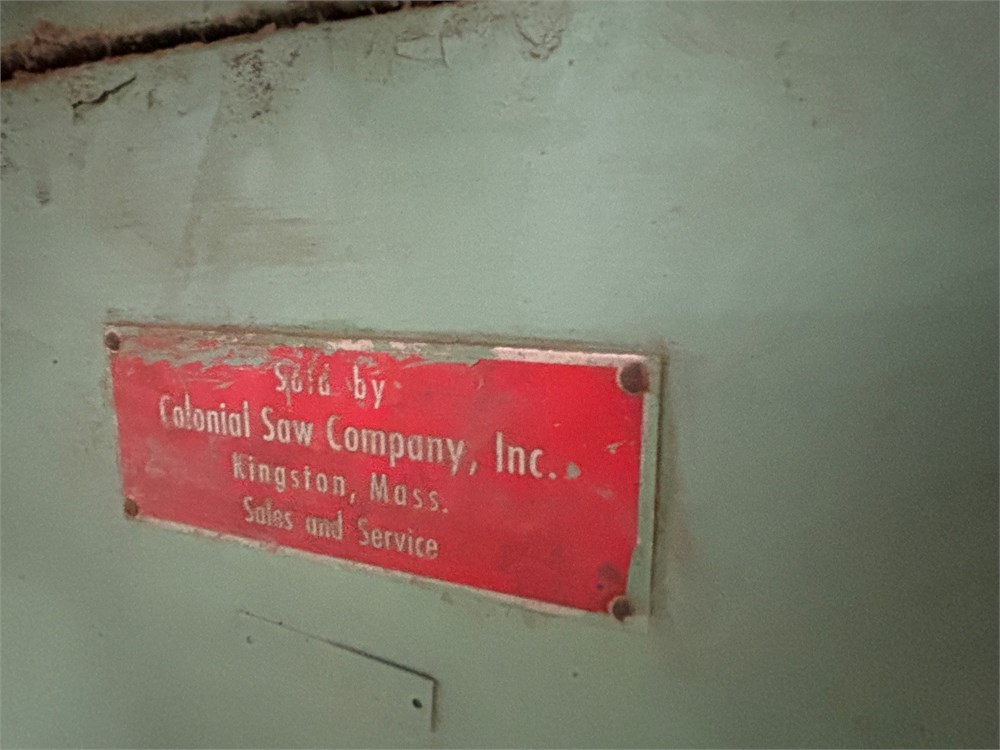 Sold by
Colonial Saw Company, Inc.
Kingston, Mass.
Sales and Service